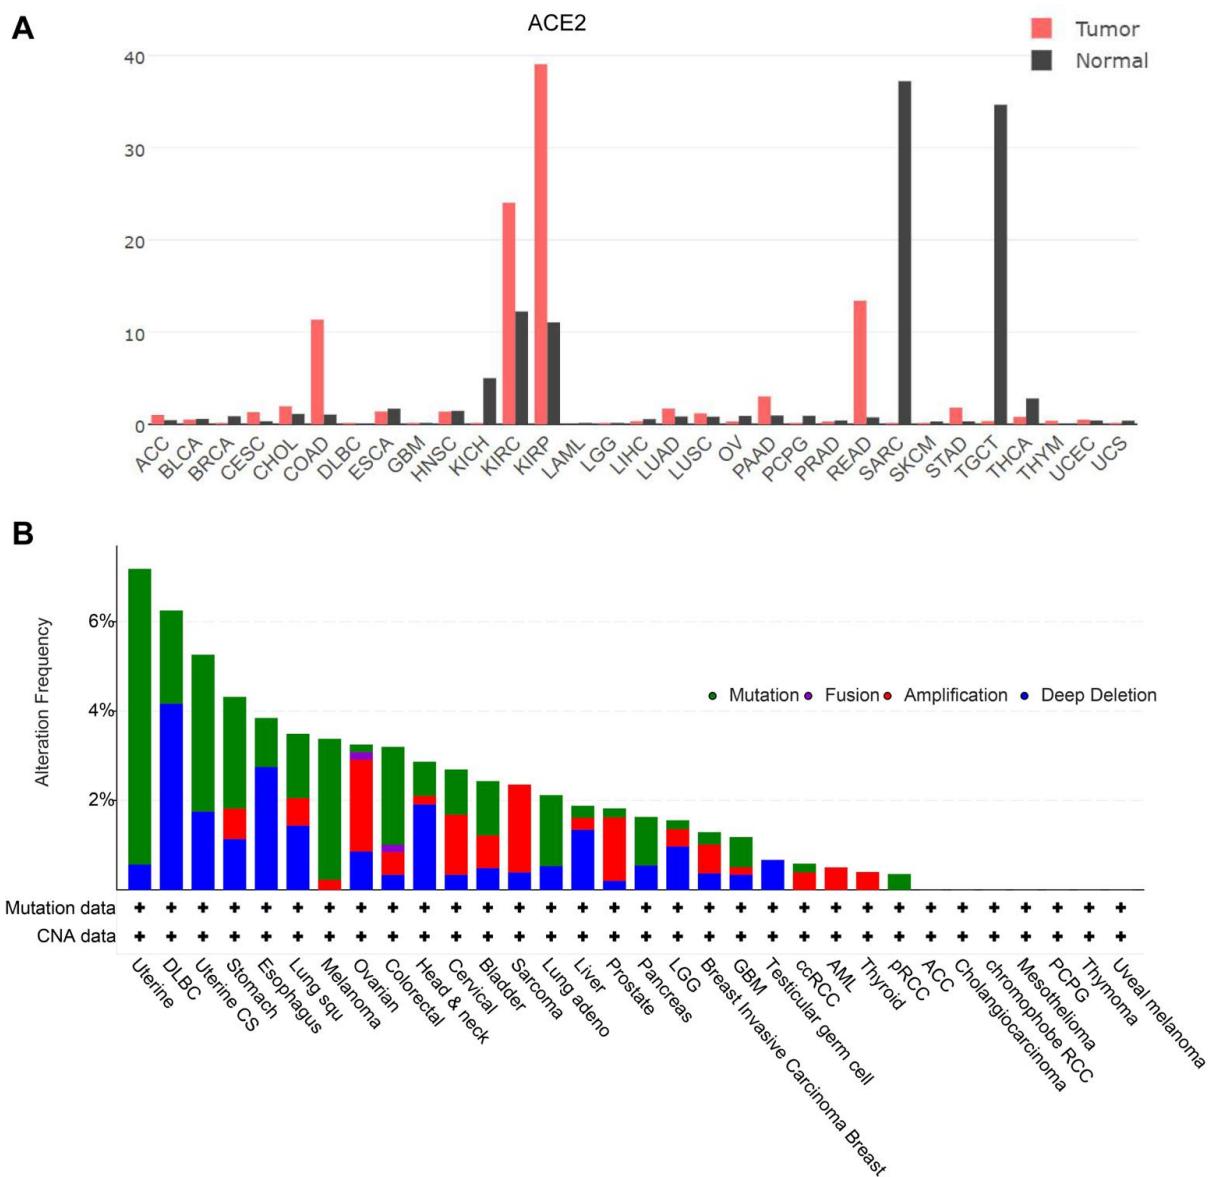 A
ACE2
Tumor
Normal
40
30
20
10
0
ACC
BLCA
BRCA
CESC
CHOL
COAD
DLBC
ESCA
GBM
HNSC
KICH
KIRC
KIRP
LAML
LGG
LIHC
LUAD
LUSC
OV
PAAD
PCPG
PRAD
READ
SARC
SKCM
STAD
TGCT
THCA
THYM
UCEC
UCS
B
Alteration Frequency
6%
4%
2%
Mutation Fusion Amplification Deep Deletion
Mutation data + + + + + + + + + + + + + + + + + + + + + + + + + + + + + + + +
CNA data + + + + + + + + + + + + + + + + + + + + + + + + + + + + + + + +
Uterine
DLBC
Uterine CS
Stomach
Esophagus
Lung squ
Melanoma
Ovarian
Colorectal
Head & neck
Cervical
Bladder
Sarcoma
Lung adeno
Liver
Prostate
Pancreas
LGG
Breast Invasive Carcinoma Breast
GBM
Testicular germ cell
ccRCC
AML
Thyroid
pRCC
ACC
Cholangiocarcinoma
chromophobe RCC
Mesothelioma
PCPG
Thymoma
Uveal melanoma